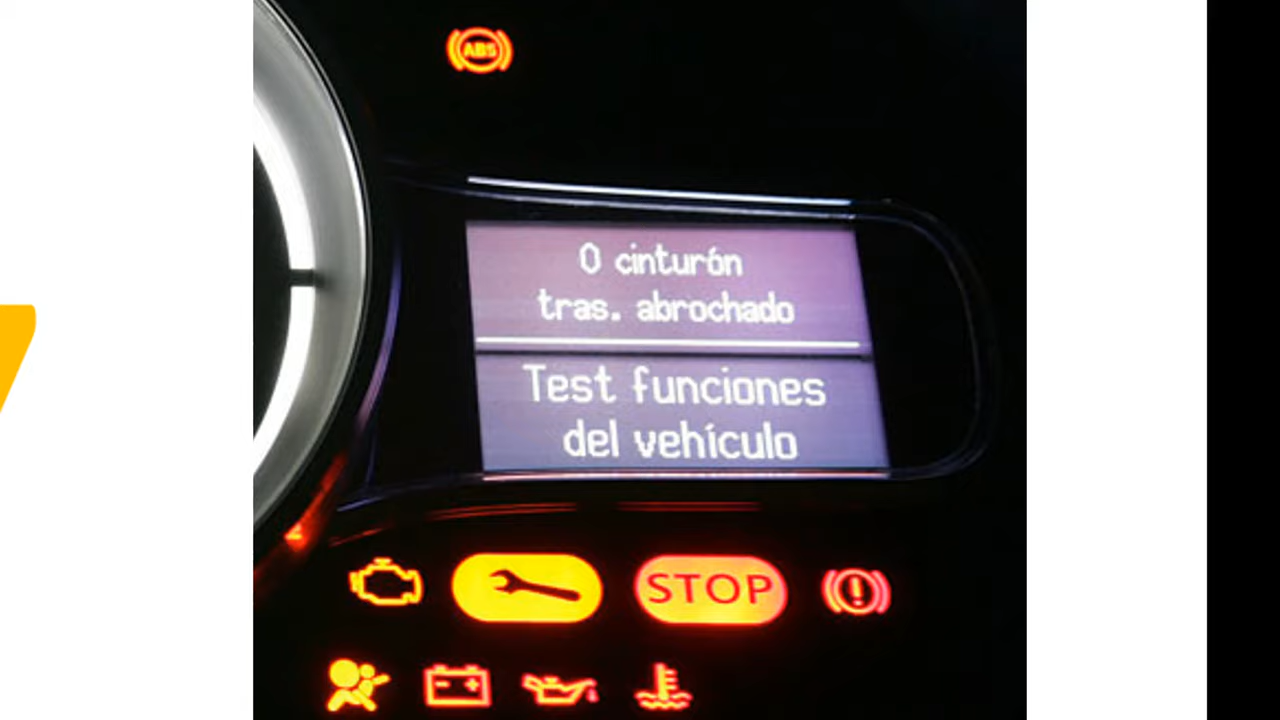 ABS
0 cinturón
tras. abrochado
Test funciones
del vehículo
STOP